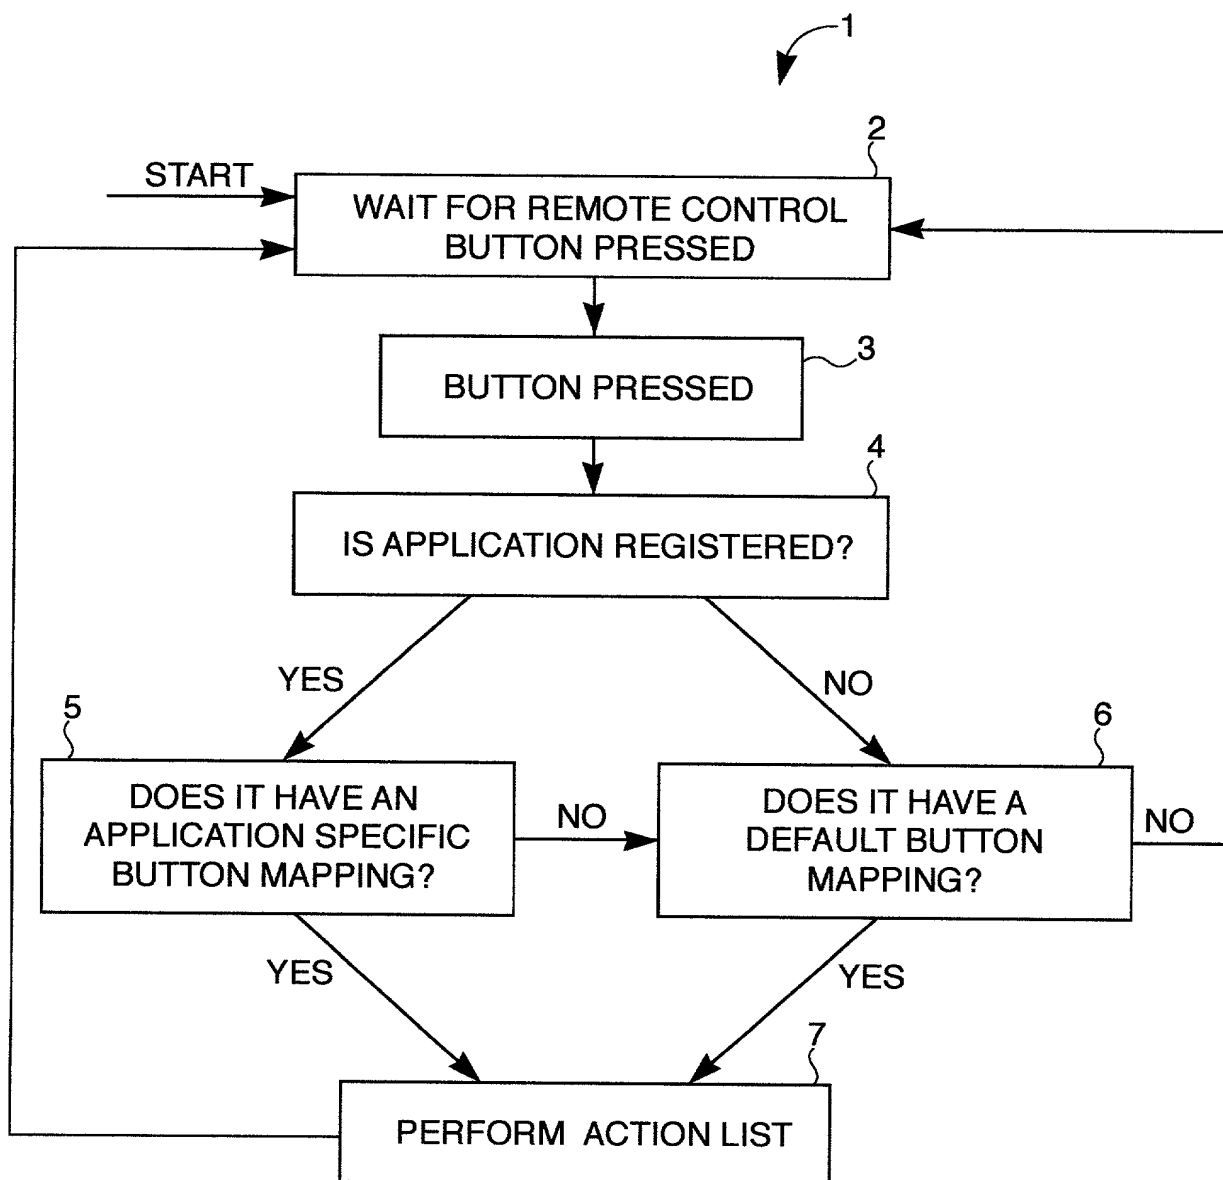 1
2
START
WAIT FOR REMOTE CONTROL
BUTTON PRESSED
3
BUTTON PRESSED
4
IS APPLICATION REGISTERED?
YES
NO
5
6
DOES IT HAVE AN
APPLICATION SPECIFIC
BUTTON MAPPING?
NO
DOES IT HAVE A
DEFAULT BUTTON
MAPPING?
NO
YES
YES
7
PERFORM ACTION LIST